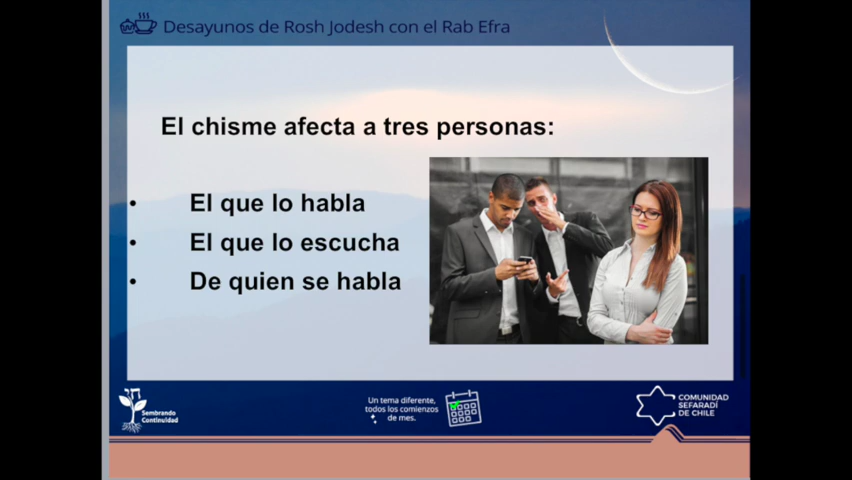 Desayunos de Rosh Jodesh con el Rab Efra
El chisme afecta a tres personas:
• El que lo habla
• El que lo escucha
• De quien se habla
Sembrando
Continuidad
Un tema diferente,
todos los comienzos
de mes.
COMUNIDAD
SEFARADÍ
DE CHILE